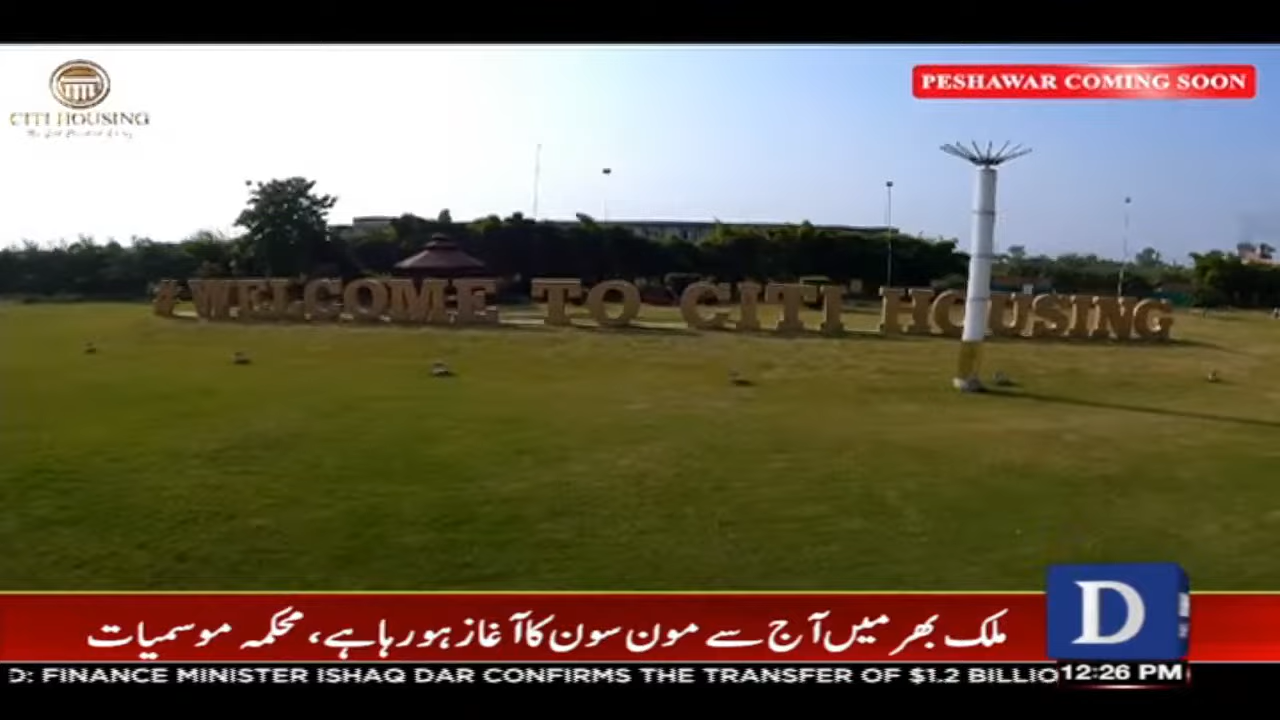 CITI HOUSING
PESHAWAR COMING SOON
#WELCOME TO CITI HOUSING
ملک بھر میں آج سے مون سون کا آغاز ہو رہا ہے، محکمہ موسمیات
D
D: FINANCE MINISTER ISHAQ DAR CONFIRMS THE TRANSFER OF $1.2 BILLIO
12:26 PM